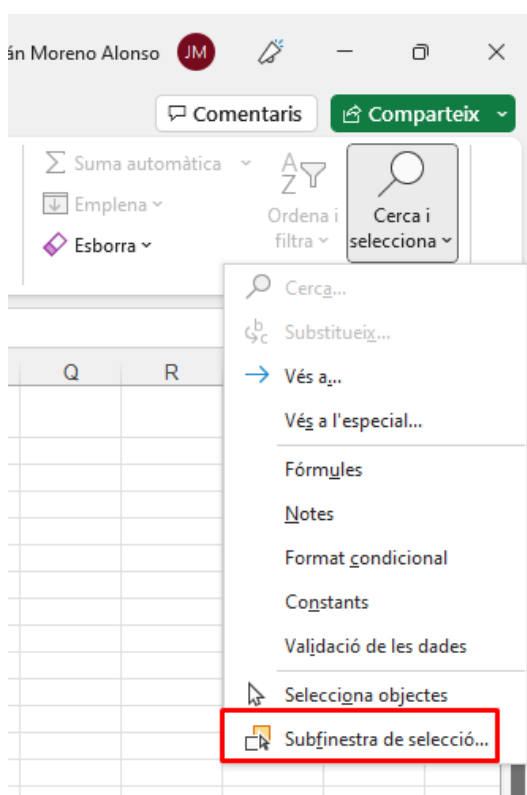 án Moreno Alonso JM
Comentaris Comparteix
Suma automàtica
Emplena
Esborra
Ordena i
filtra
Cerca i
selecciona
Cerca...
Substitueix...
Q R
Vés a...
Vés a l'especial...
Fórmules
Notes
Format condicional
Constants
Validació de les dades
Selecciona objectes
Subfinestra de selecció...